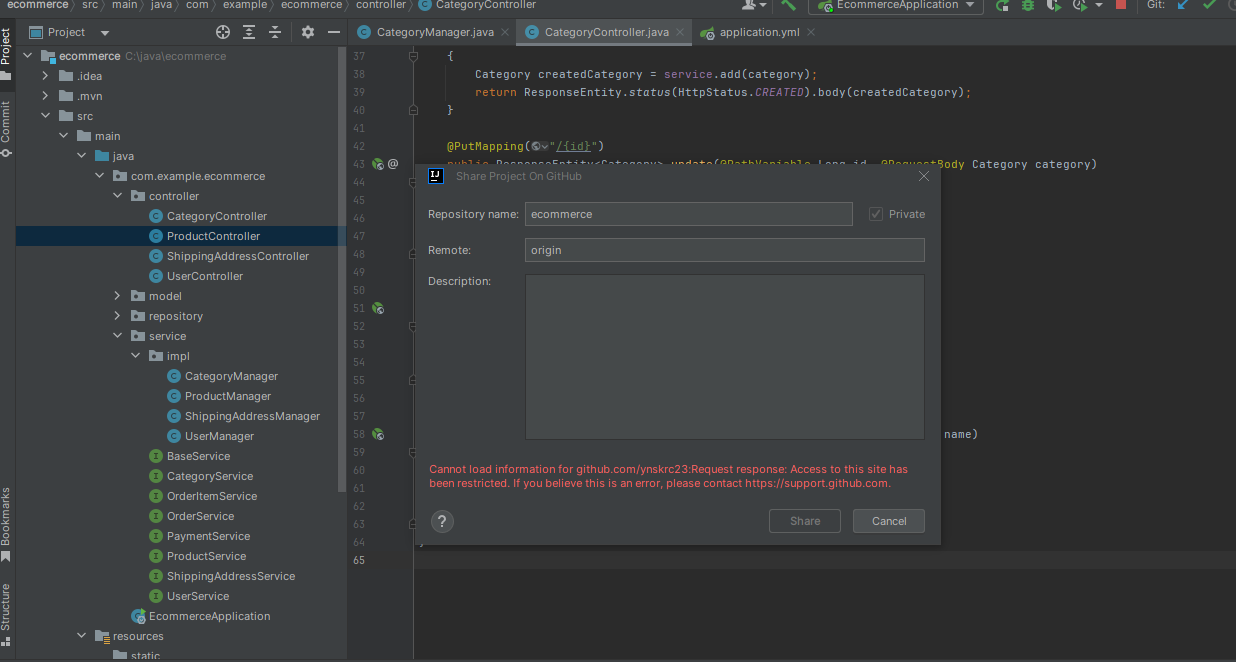 ecommerce src main java com example ecommerce controller CategoryController
EcommerceApplication
Git:
Project
CategoryManager.java
CategoryController.java
application.yml
Project
Commit
Bookmarks
Structure
ecommerce C:\java\ecommerce
.idea
.mvn
src
main
java
com.example.ecommerce
controller
CategoryController
ProductController
ShippingAddressController
UserController
model
repository
service
impl
CategoryManager
ProductManager
ShippingAddressManager
UserManager
BaseService
CategoryService
OrderItemService
OrderService
PaymentService
ProductService
ShippingAddressService
UserService
EcommerceApplication
resources
static
37 {
38 Category createdCategory = service.add(category);
39 return ResponseEntity.status(HttpStatus.CREATED).body(createdCategory);
40 }
41
42 @PutMapping("/{id}")
43 @ public ResponseEntity<Category> update(@PathVariable Long id, @RequestBody Category category)
44
45
46
47
48
49
50
51
52
53
54
55
56
57
58 name)
59
60
61
62
63
64 }
65
Share Project On GitHub
Repository name: ecommerce Private
Remote: origin
Description:
Cannot load information for github.com/ynskrc23:Request response: Access to this site has
been restricted. If you believe this is an error, please contact https://support.github.com.
? Share Cancel